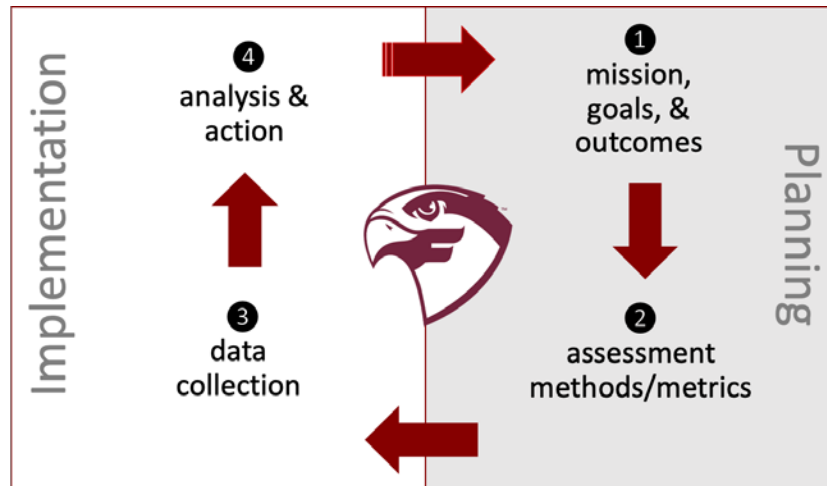 Implementation
4
analysis &
action
3
data
collection
1
mission,
goals, &
outcomes
2
assessment
methods/metrics
Planning